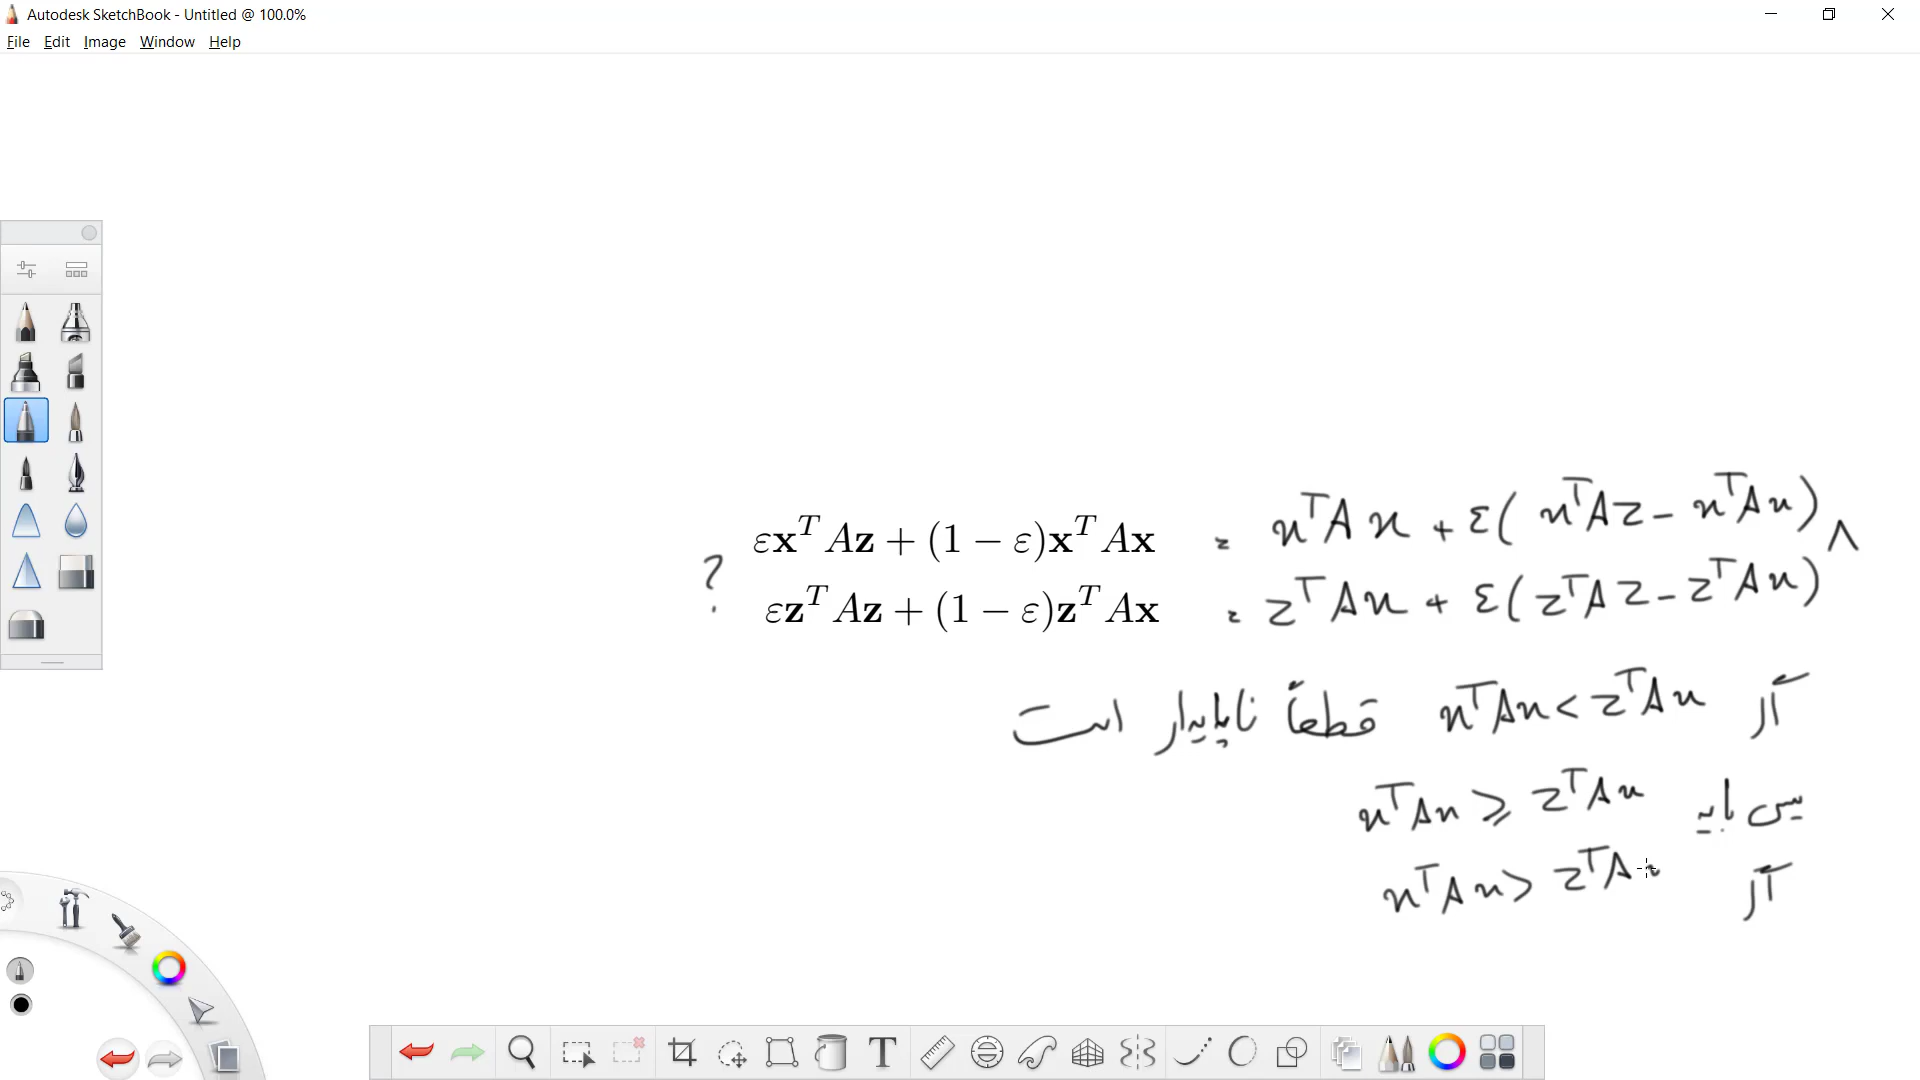 Autodesk SketchBook - Untitled @ 100.0%
File Edit Image Window Help
εx^T Az + (1 − ε)x^T Ax = x^T A x + ε( x^T A z − x^T A x )
?
εz^T Az + (1 − ε)z^T Ax = z^T A x + ε( z^T A z − z^T A x )
اگر x^T A x < z^T A x قطعاً ناپایدار است
پس باید x^T A x ⩾ z^T A x
اگر x^T A x > z^T A x